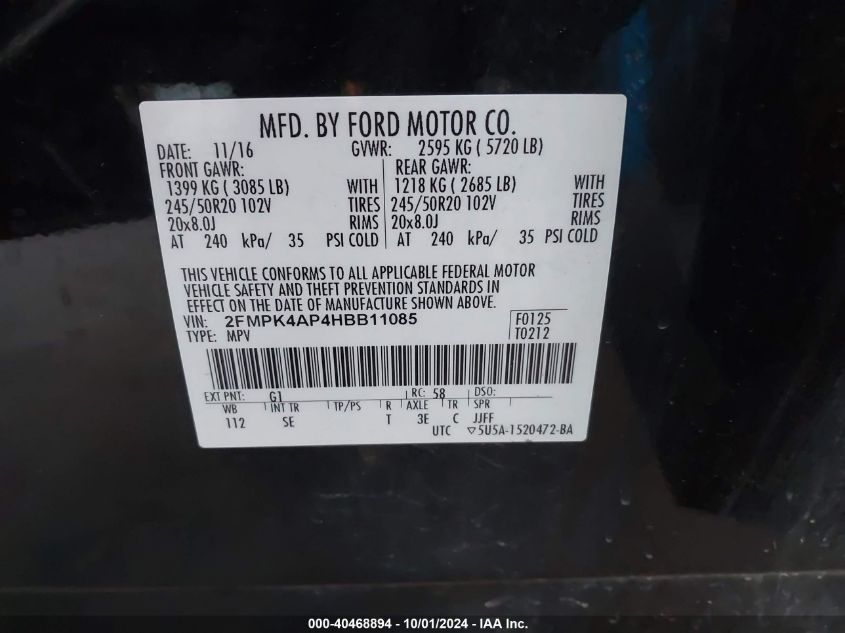 MFD. BY FORD MOTOR CO.
DATE: 11/16 GVWR: 2595 KG ( 5720 LB)
FRONT GAWR: REAR GAWR:
1399 KG ( 3085 LB) WITH 1218 KG ( 2685 LB) WITH
245/50R20 102V TIRES 245/50R20 102V TIRES
20x8.0J RIMS 20x8.0J RIMS
AT 240 kPa/ 35 PSI COLD AT 240 kPa/ 35 PSI COLD
THIS VEHICLE CONFORMS TO ALL APPLICABLE FEDERAL MOTOR
VEHICLE SAFETY AND THEFT PREVENTION STANDARDS IN
EFFECT ON THE DATE OF MANUFACTURE SHOWN ABOVE.
VIN: 2FMPK4AP4HBB11085 F0125
TYPE: MPV T0212
EXT PNT: G1 RC: 58 DSO:
WB INT TR TP/PS R AXLE TR SPR
112 SE T 3E C JJFF
UTC ▽5U5A-1520472-BA
000-40468894 - 10/01/2024 - IAA Inc.